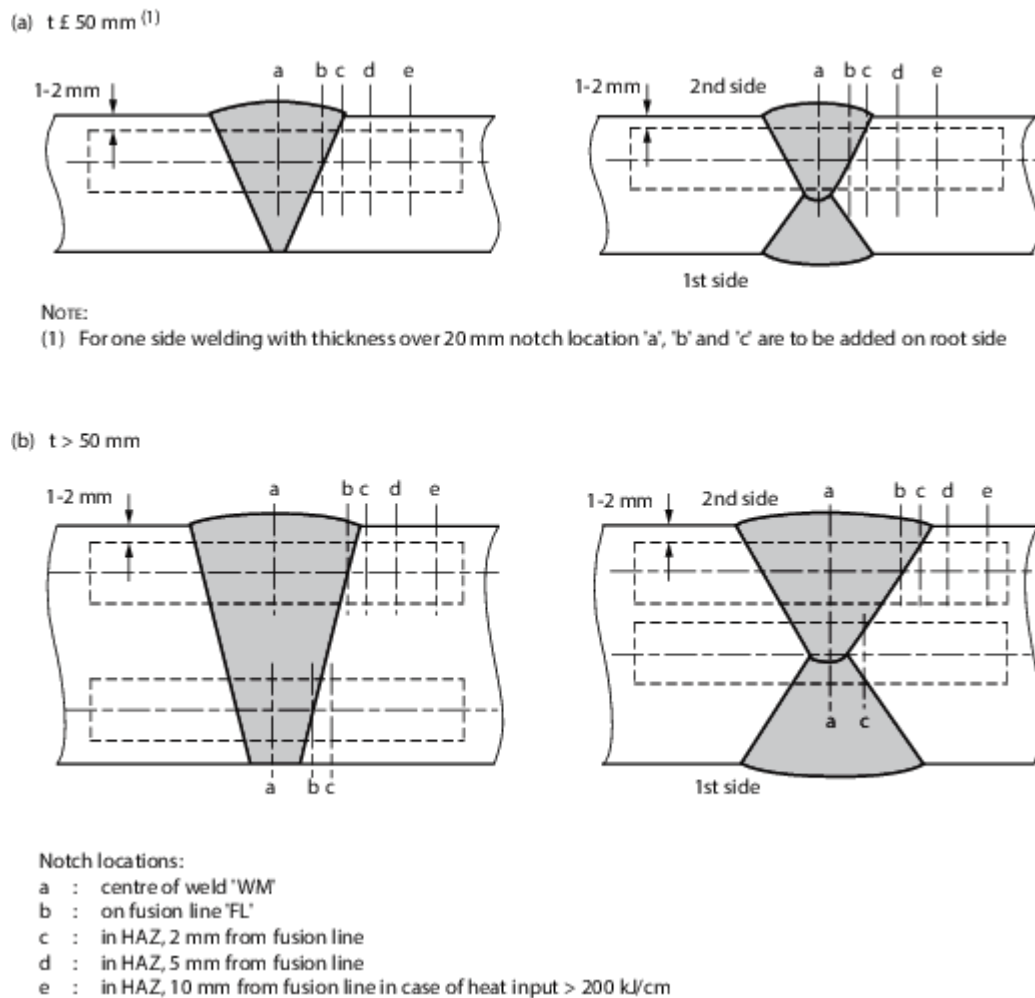 (a) t £ 50 mm (1)
a b c d e
1-2 mm
2nd side
a b c d e
1-2 mm
1st side
NOTE:
(1) For one side welding with thickness over 20 mm notch location "a", "b" and "c" are to be added on root side
(b) t > 50 mm
a b c d e
1-2 mm
a b c
2nd side
a b c d e
1-2 mm
a c
1st side
Notch locations:
a : centre of weld "WM"
b : on fusion line "FL"
c : in HAZ, 2 mm from fusion line
d : in HAZ, 5 mm from fusion line
e : in HAZ, 10 mm from fusion line in case of heat input > 200 kJ/cm